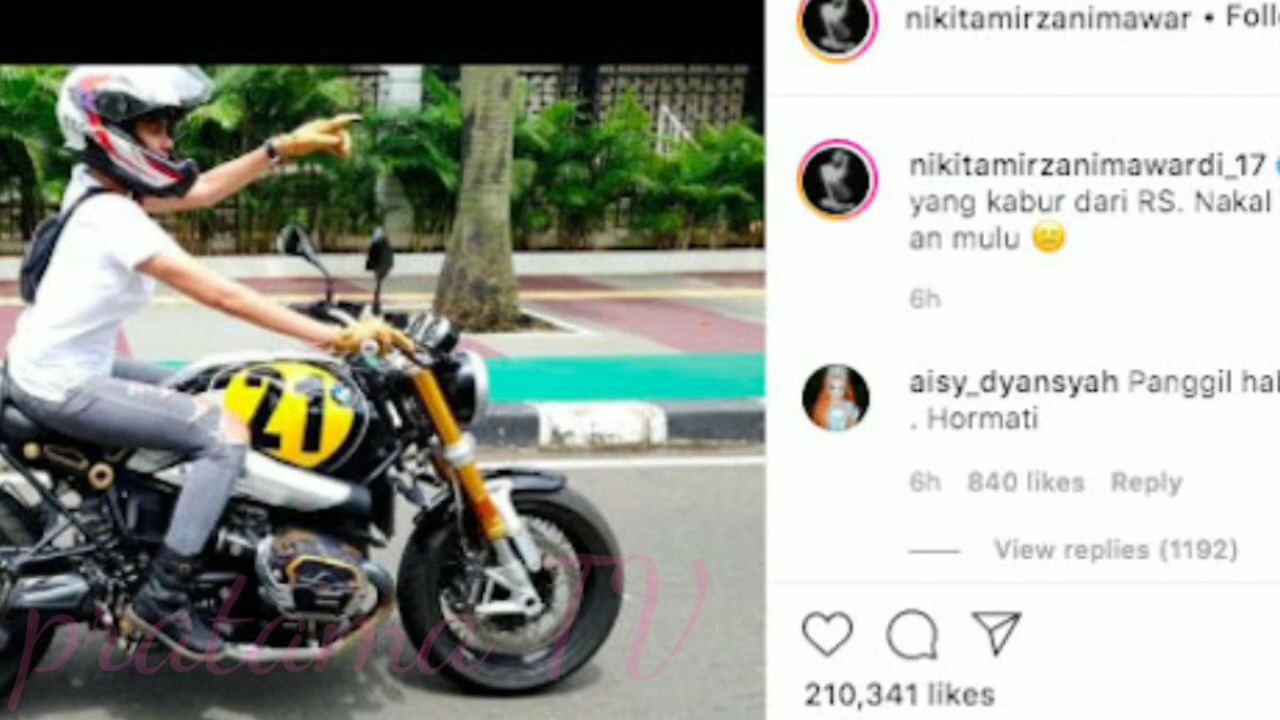 nikitamirzanimawar • Follo
nikitamirzanimawardi_17
yang kabur dari RS. Nakal
an mulu 😑
6h
aisy_dyansyah Panggil hal
. Hormati
6h 840 likes Reply
View replies (1192)
210,341 likes
21
pratama TV